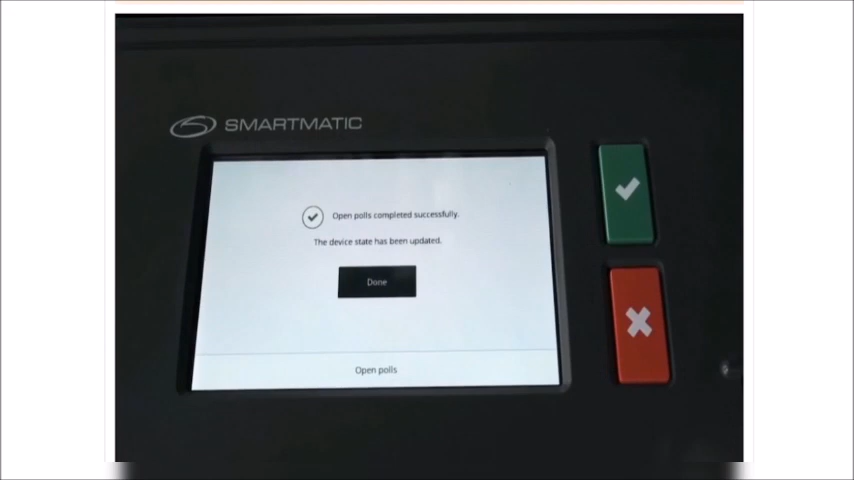 SMARTMATIC
Open polls completed successfully.
The device state has been updated.
Done
Open polls